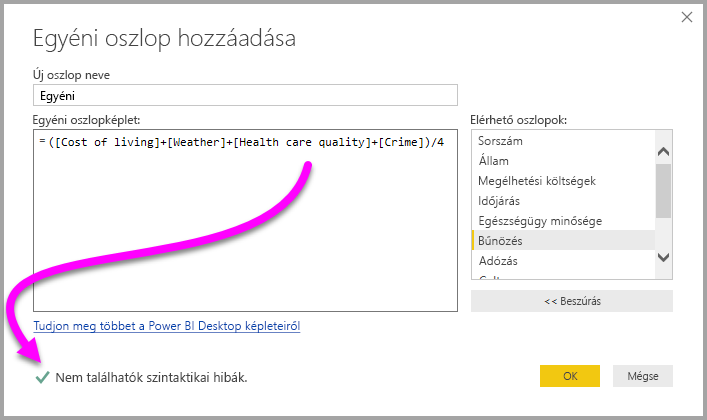 Egyéni oszlop hozzáadása
Új oszlop neve
Egyéni
Egyéni oszlopképlet:
Elérhető oszlopok:
=([Cost of living]+[Weather]+[Health care quality]+[Crime])/4
Sorszám
Állam
Megélhetési költségek
Időjárás
Egészségügy minősége
Bűnözés
Adózás
<< Beszúrás
Tudjon meg többet a Power BI Desktop képleteiről
Nem találhatók szintaktikai hibák.
OK
Mégse